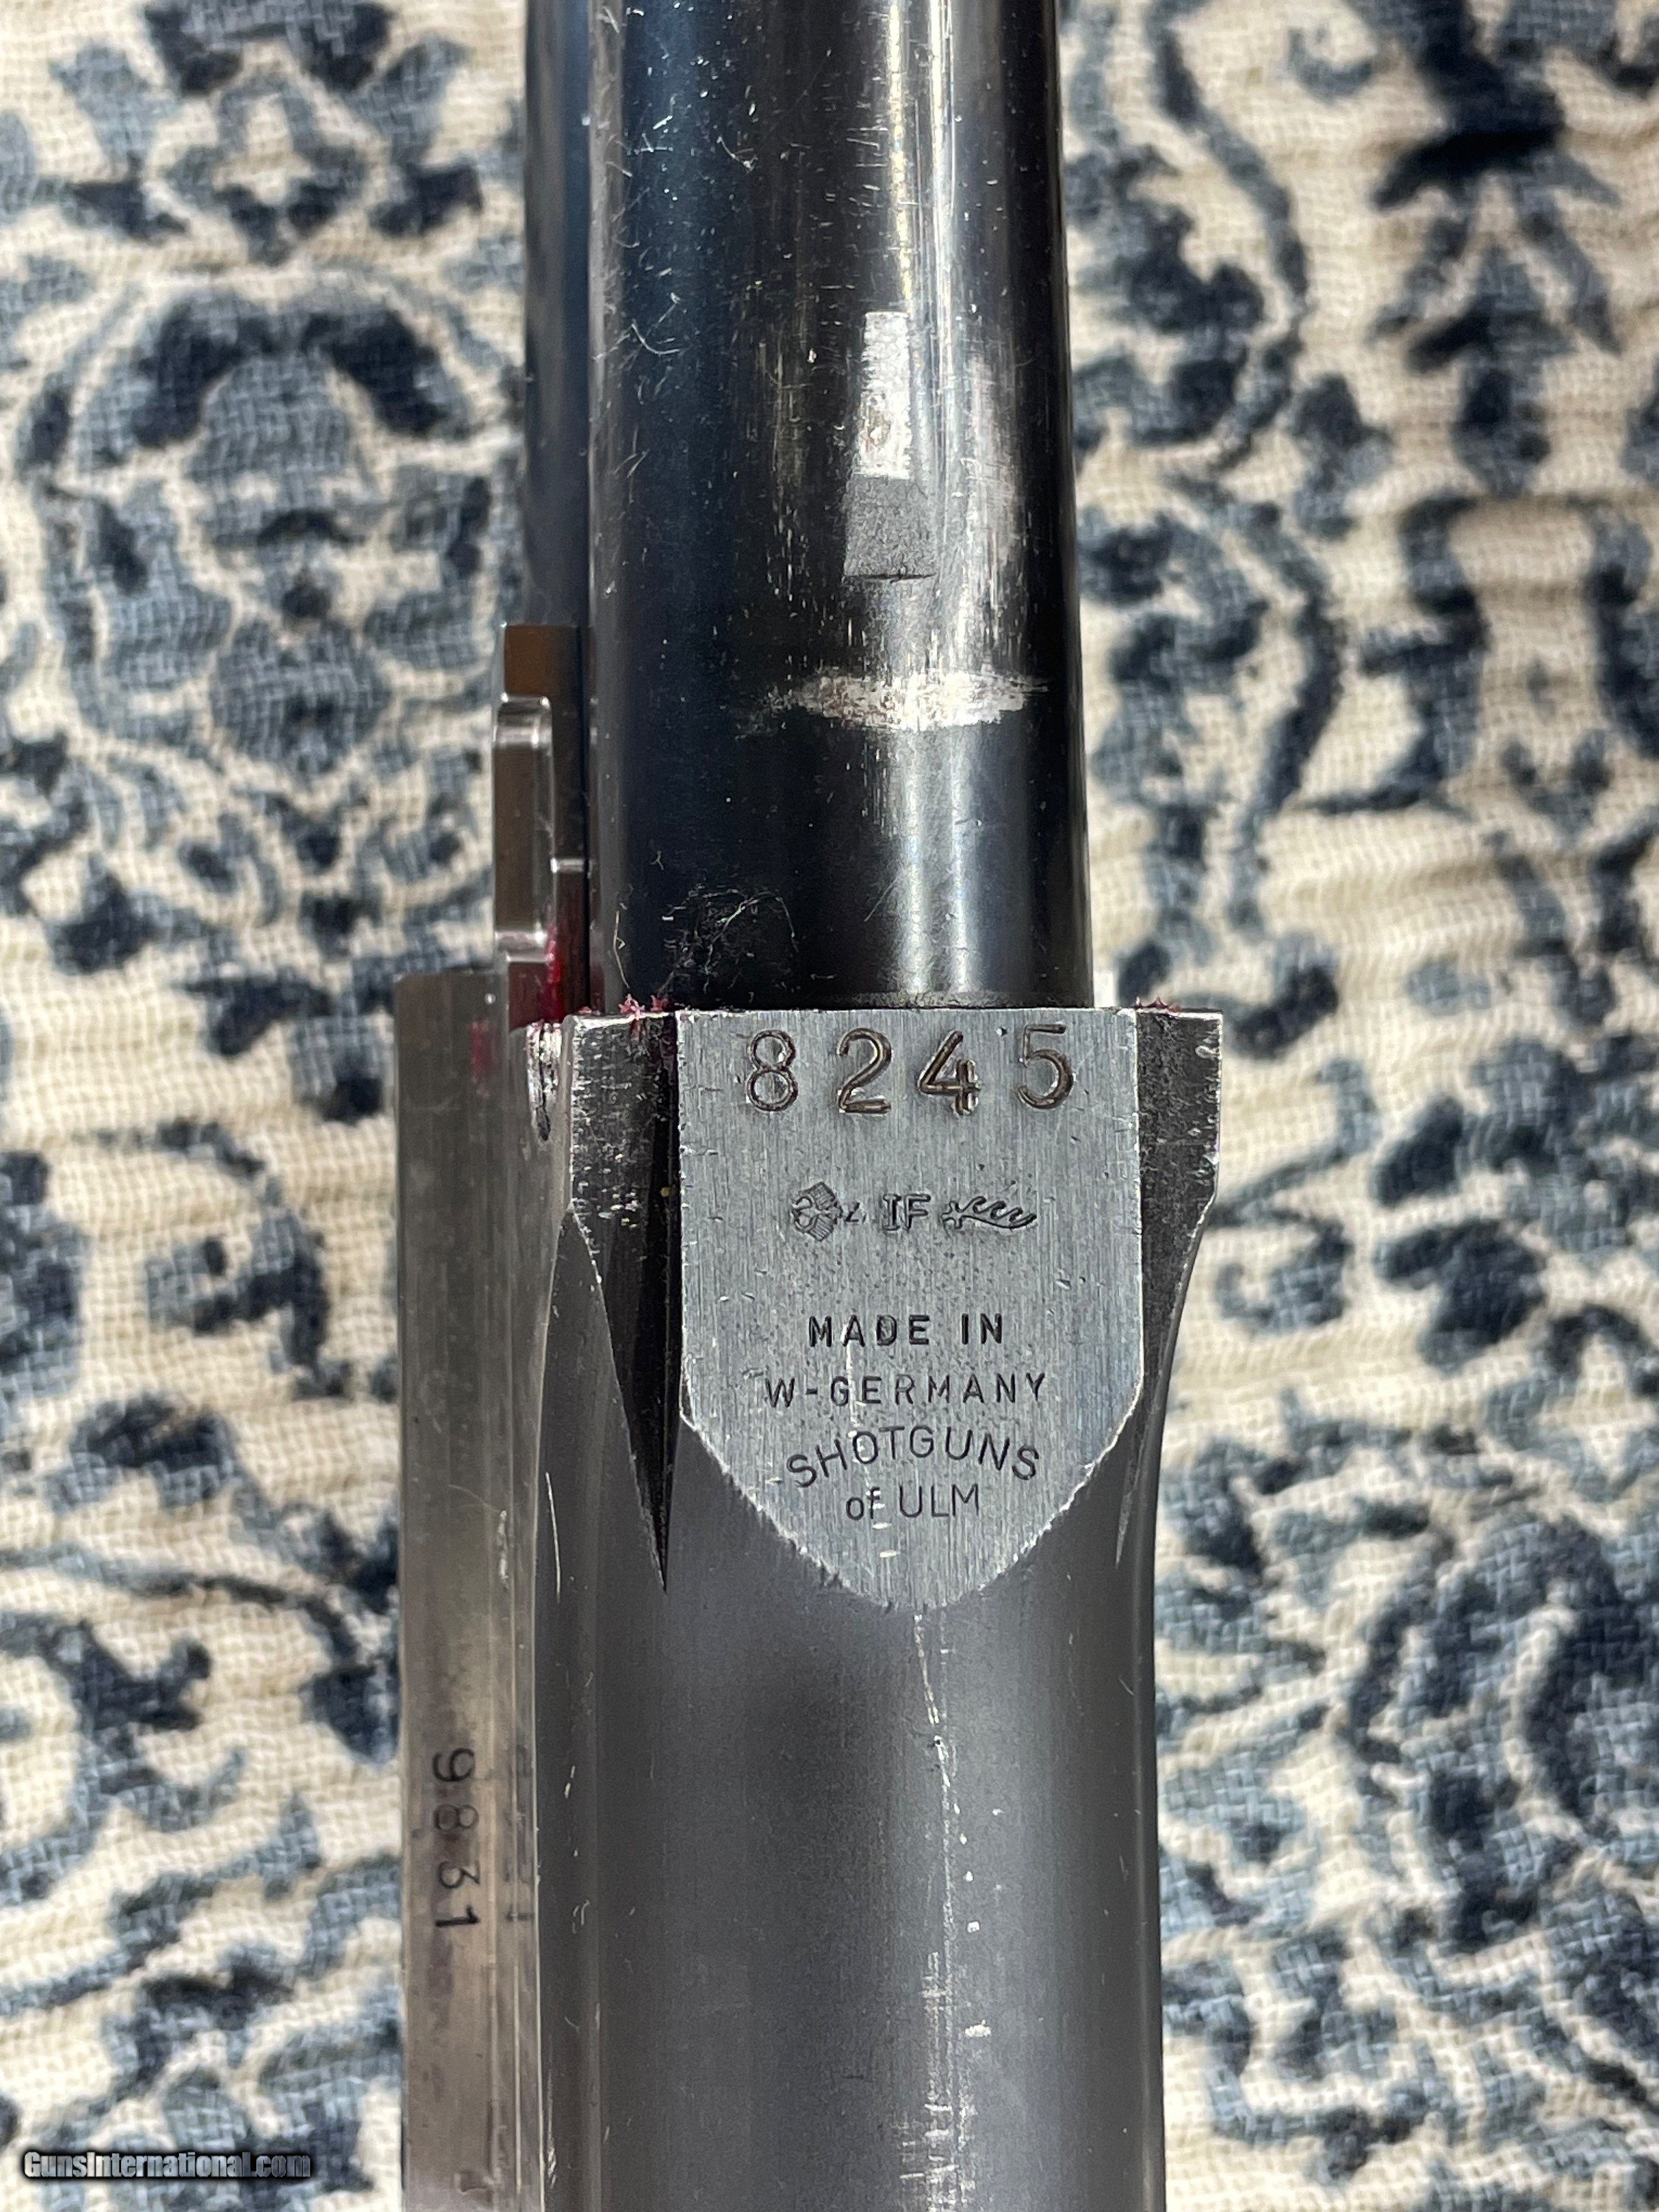 8245
IF
MADE IN
W-GERMANY
SHOTGUNS
of ULM
9831
GunsInternational.com